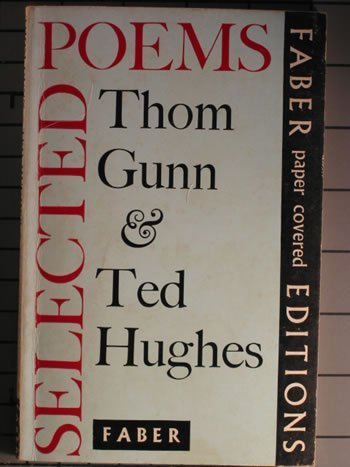 SELECTED
POEMS
Thom
Gunn
&
Ted
Hughes
FABER
FABER paper covered EDITIONS